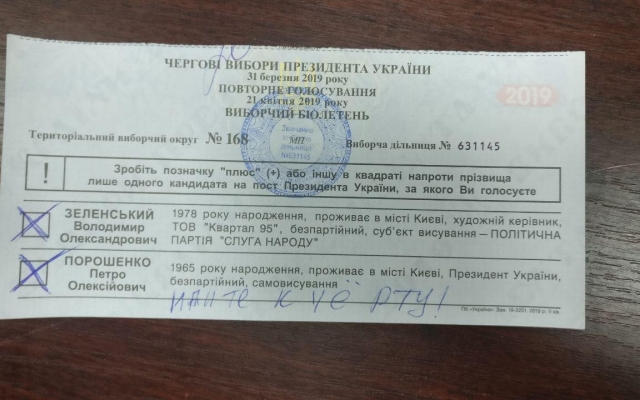 ЧЕРГОВІ ВИБОРИ ПРЕЗИДЕНТА УКРАЇНИ
31 березня 2019 року
ПОВТОРНЕ ГОЛОСУВАННЯ
21 квітня 2019 року
ВИБОРЧИЙ БЮЛЕТЕНЬ
2019
Територіальний виборчий округ № 168 МП Виборча дільниця № 631145
№631145
! Зробіть позначку "плюс" (+) або іншу в квадраті напроти прізвища
лише одного кандидата на пост Президента України, за якого Ви голосуєте
ЗЕЛЕНСЬКИЙ
Володимир
Олександрович
1978 року народження, проживає в місті Києві, художній керівник,
ТОВ "Квартал 95", безпартійний, суб'єкт висування – ПОЛІТИЧНА
ПАРТІЯ "СЛУГА НАРОДУ"
ПОРОШЕНКО
Петро
Олексійович
1965 року народження, проживає в місті Києві, Президент України,
безпартійний, самовисування